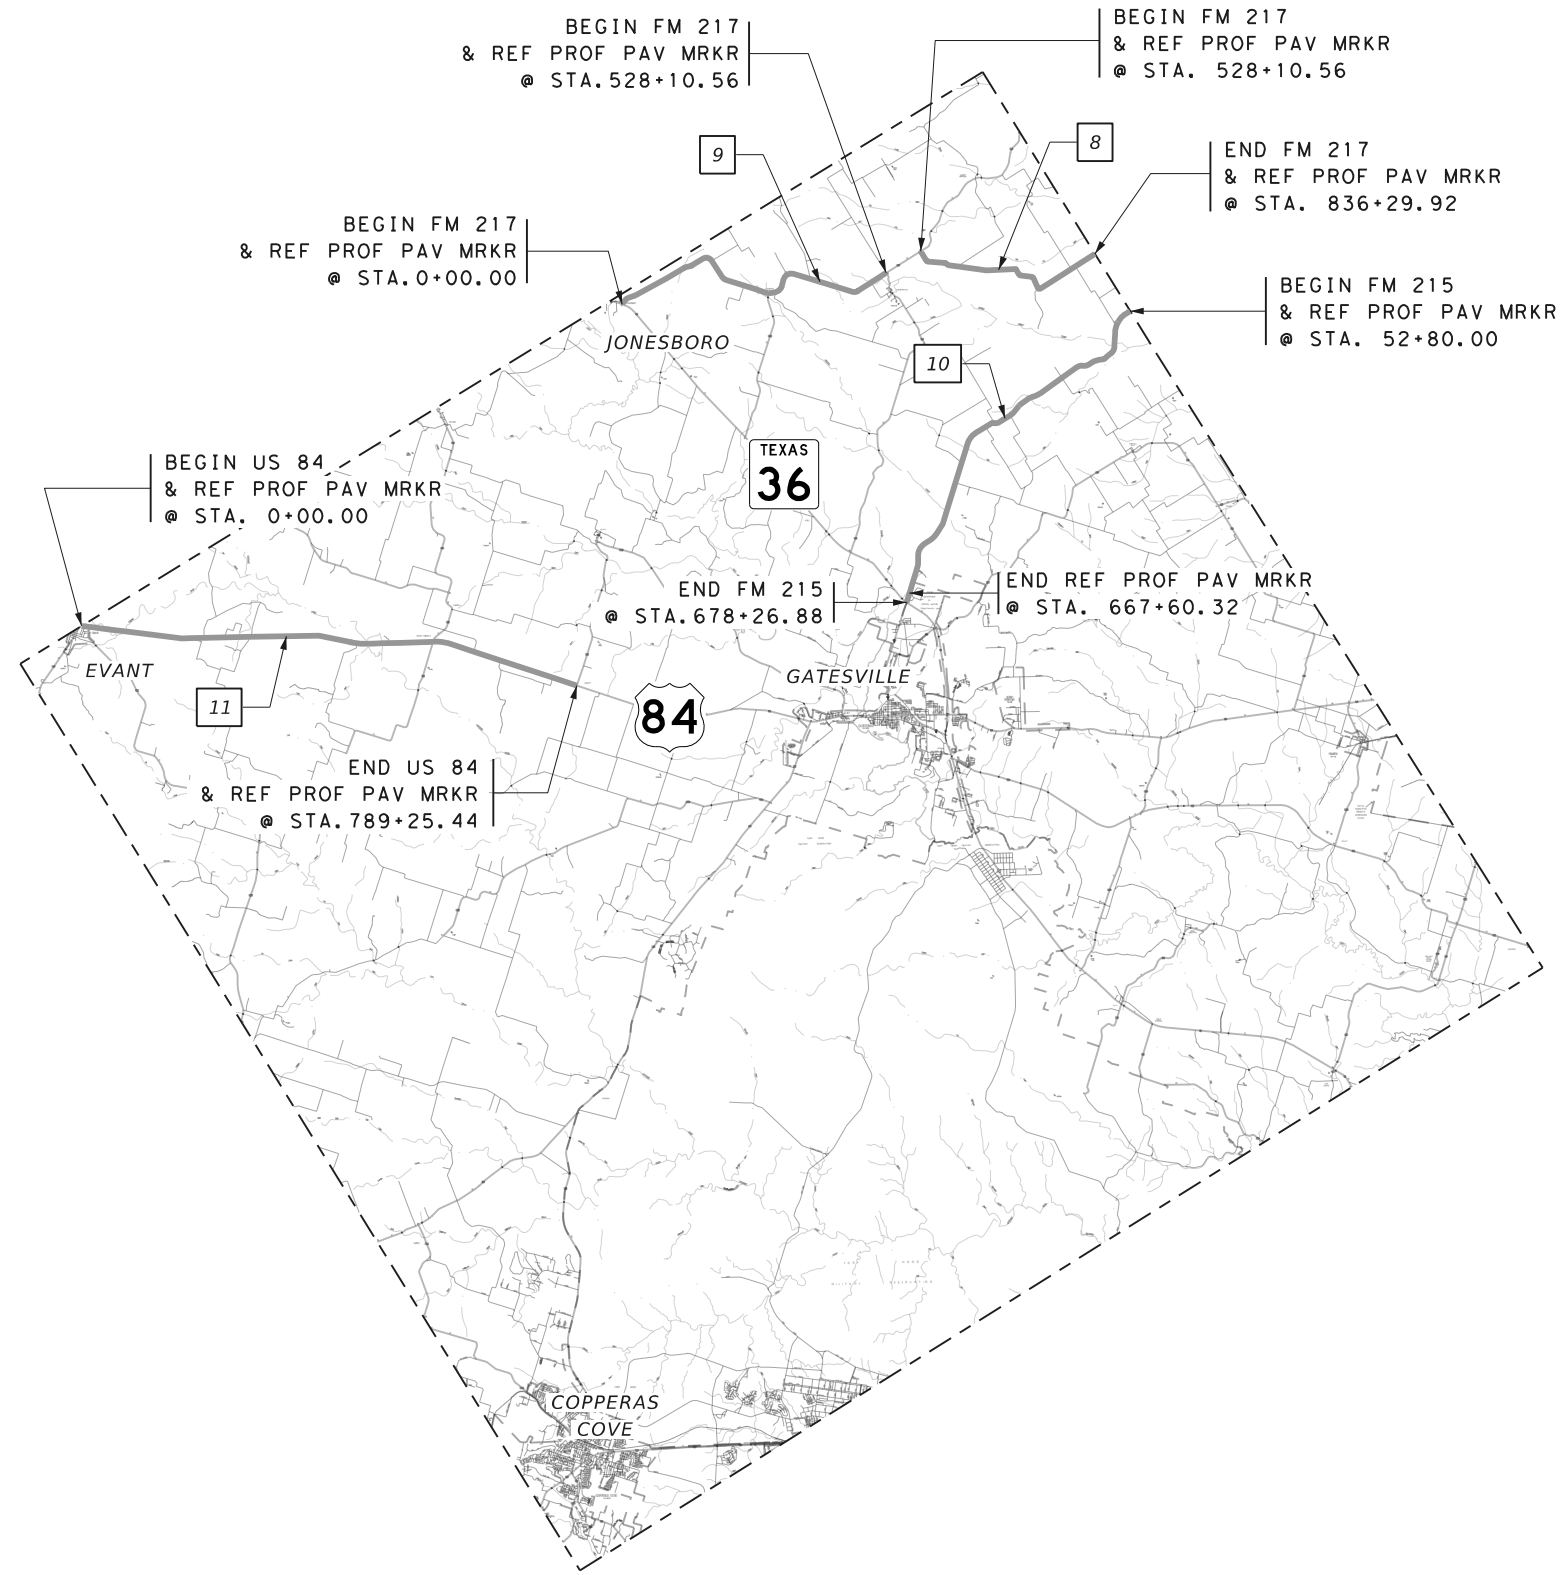 BEGIN FM 217
& REF PROF PAV MRKR
@ STA.528+10.56
BEGIN FM 217
& REF PROF PAV MRKR
@ STA. 528+10.56
9
8
END FM 217
& REF PROF PAV MRKR
@ STA. 836+29.92
BEGIN FM 217
& REF PROF PAV MRKR
@ STA.0+00.00
BEGIN FM 215
& REF PROF PAV MRKR
@ STA. 52+80.00
JONESBORO
10
TEXAS
36
BEGIN US 84
& REF PROF PAV MRKR
@ STA. 0+00.00
END FM 215
@ STA.678+26.88
END REF PROF PAV MRKR
@ STA. 667+60.32
EVANT
GATESVILLE
11
84
END US 84
& REF PROF PAV MRKR
@ STA.789+25.44
COPPERAS
COVE